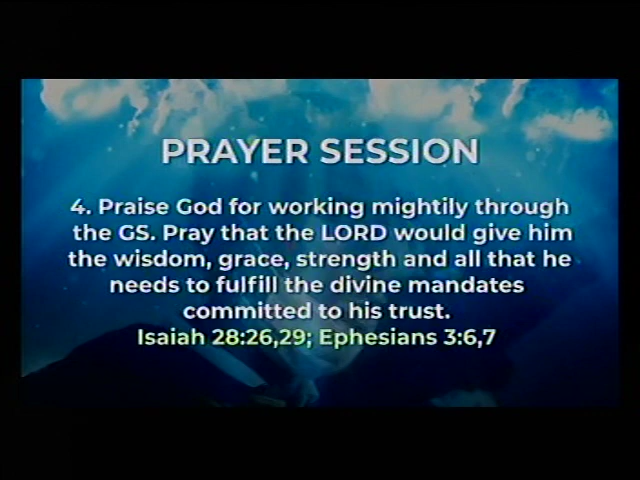 PRAYER SESSION
4. Praise God for working mightily through
the GS. Pray that the LORD would give him
the wisdom, grace, strength and all that he
needs to fulfill the divine mandates
committed to his trust.
Isaiah 28:26,29; Ephesians 3:6,7